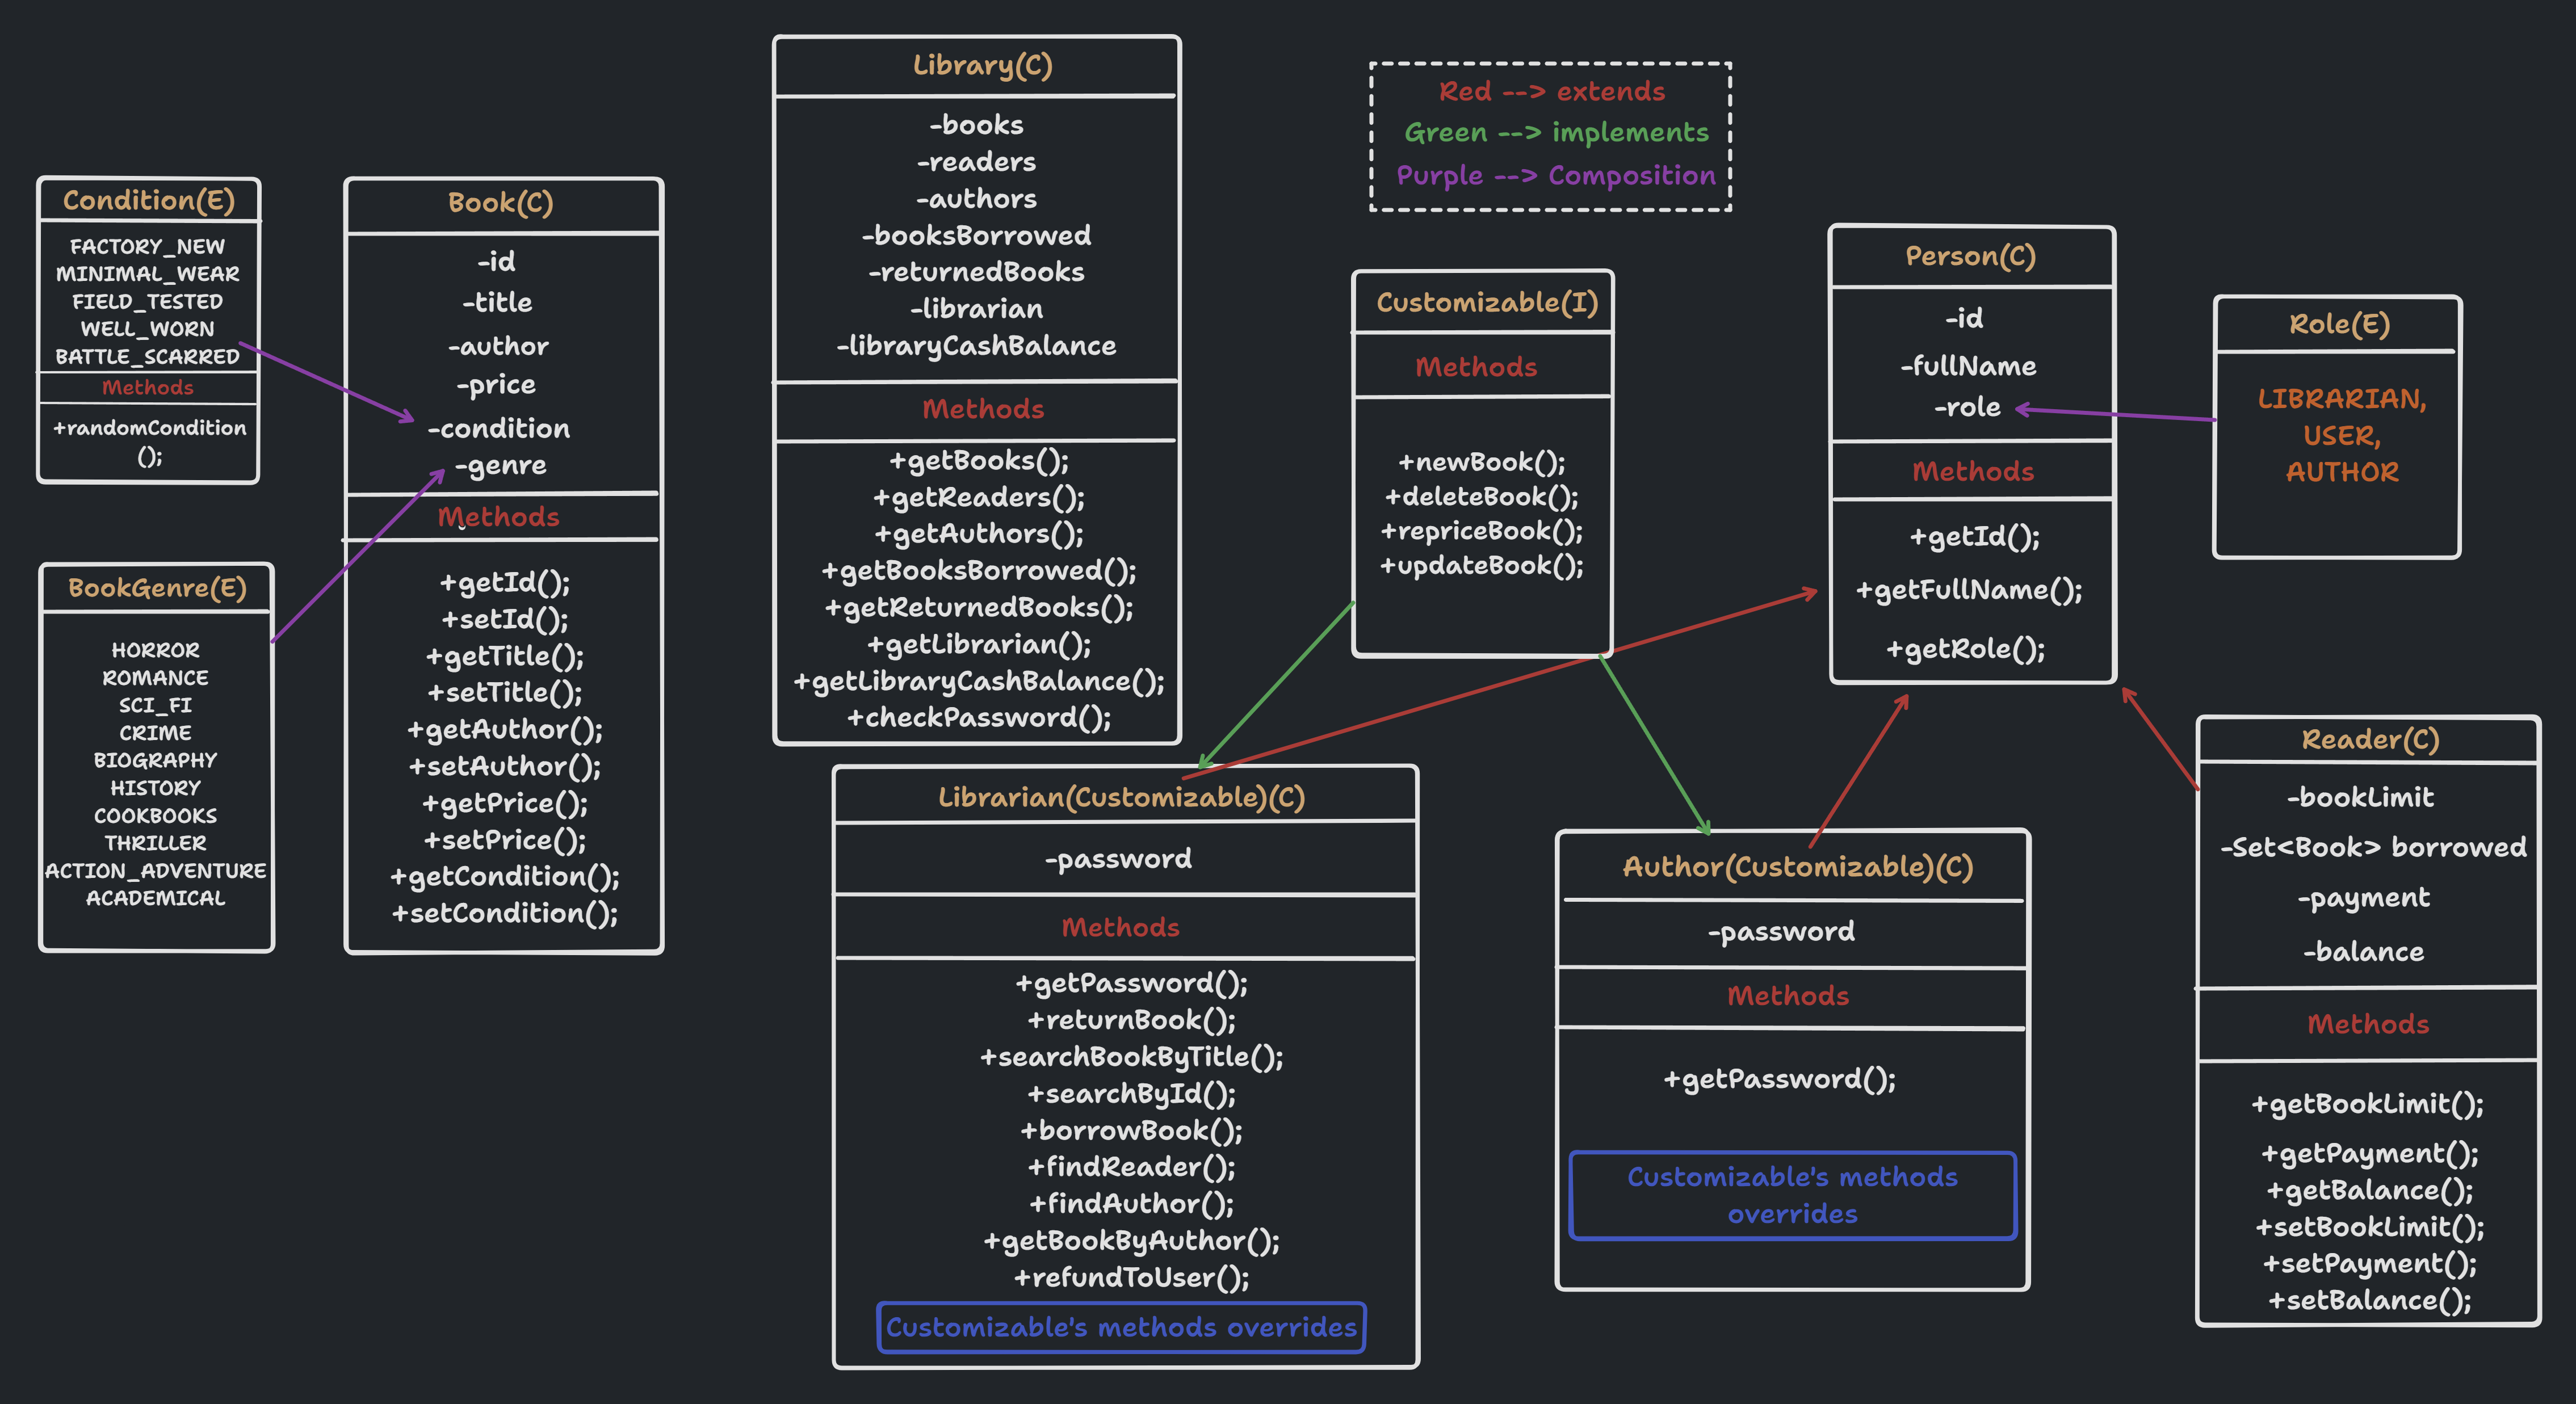 Library(C)
-books
-readers
-authors
-booksBorrowed
-returnedBooks
-librarian
-libraryCashBalance
Methods
+getBooks();
+getReaders();
+getAuthors();
+getBooksBorrowed();
+getReturnedBooks();
+getLibrarian();
+getLibraryCashBalance();
+checkPassword();
Red --> extends
Green --> implements
Purple --> Composition
Condition(E)
FACTORY_NEW
MINIMAL_WEAR
FIELD_TESTED
WELL_WORN
BATTLE_SCARRED
Methods
+randomCondition
();
Book(C)
-id
-title
-author
-price
-condition
-genre
Methods
+getId();
+setId();
+getTitle();
+setTitle();
+getAuthor();
+setAuthor();
+getPrice();
+setPrice();
+getCondition();
+setCondition();
BookGenre(E)
HORROR
ROMANCE
SCI_FI
CRIME
BIOGRAPHY
HISTORY
COOKBOOKS
THRILLER
ACTION_ADVENTURE
ACADEMICAL
Customizable(I)
Methods
+newBook();
+deleteBook();
+repriceBook();
+updateBook();
Person(C)
-id
-fullName
-role
Methods
+getId();
+getFullName();
+getRole();
Role(E)
LIBRARIAN,
USER,
AUTHOR
Librarian(Customizable)(C)
-password
Methods
+getPassword();
+returnBook();
+searchBookByTitle();
+searchById();
+borrowBook();
+findReader();
+findAuthor();
+getBookByAuthor();
+refundToUser();
Customizable's methods overrides
Author(Customizable)(C)
-password
Methods
+getPassword();
Customizable's methods
overrides
Reader(C)
-bookLimit
-Set<Book> borrowed
-payment
-balance
Methods
+getBookLimit();
+getPayment();
+getBalance();
+setBookLimit();
+setPayment();
+setBalance();